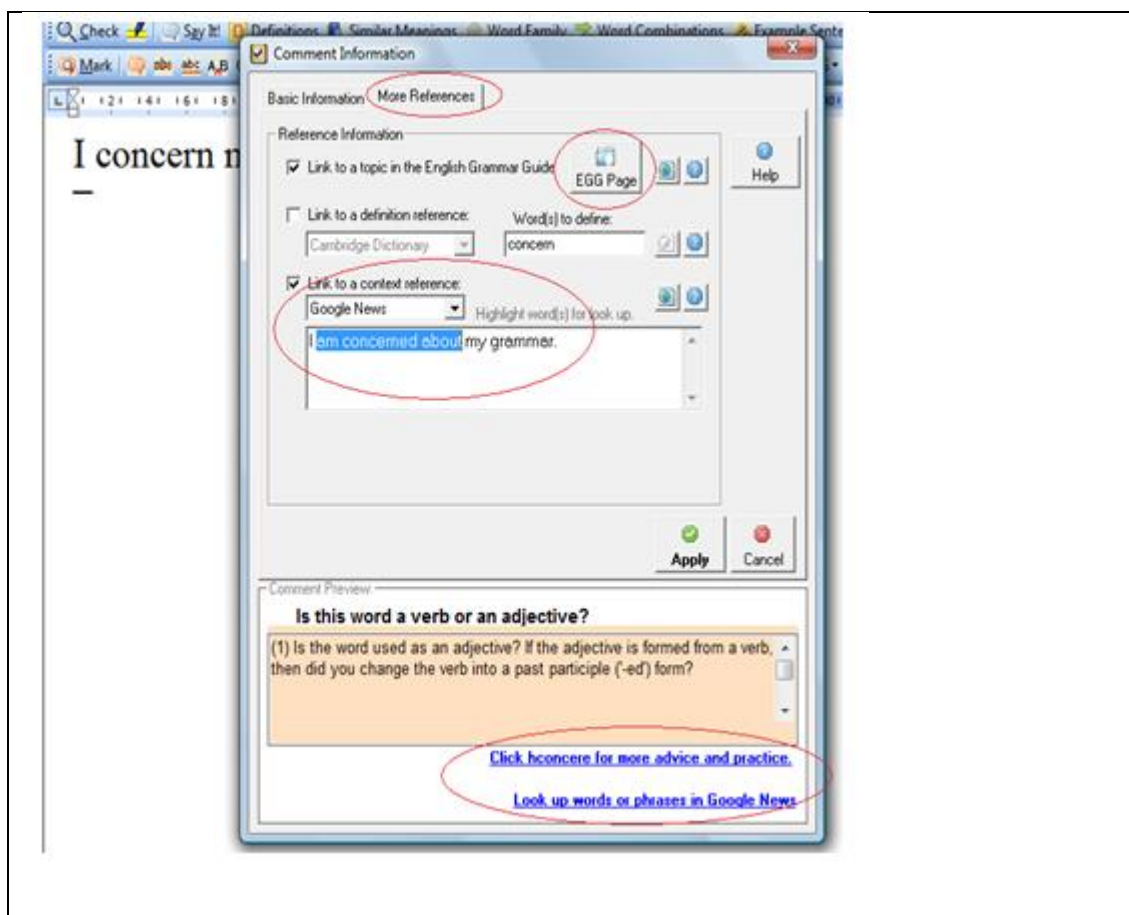 Check Say It! Definitions Similar Meanings Word Family Word Combinations Example Sente
Comment Information
Mark abc abc A,B
Basic Information More References
I concern n
Reference Information
Link to a topic in the English Grammar Guide
EGG Page
Help
Link to a definition reference:
Word(s) to define:
Cambridge Dictionary
concern
Link to a context reference:
Google News
Highlight word(s) for look up.
I am concerned about my grammar.
Apply
Cancel
Comment Preview
Is this word a verb or an adjective?
(1) Is the word used as an adjective? If the adjective is formed from a verb,
then did you change the verb into a past participle ('-ed') form?
Click hconcere for more advice and practice.
Look up words or phrases in Google News